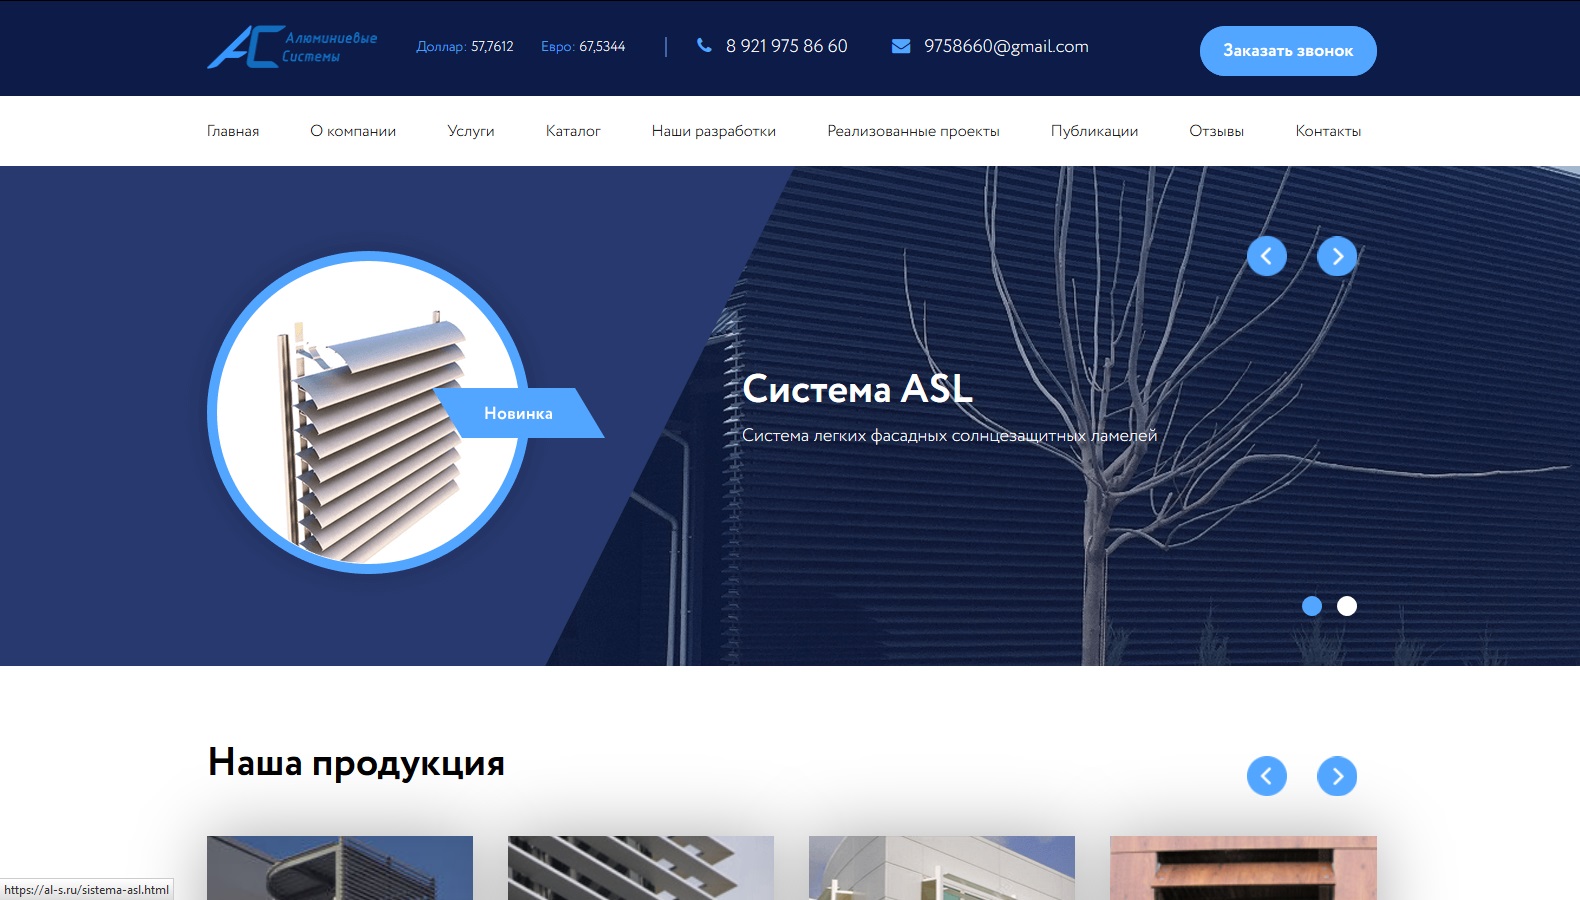 Алюминиевые
Системы
Доллар: 57,7612 Евро: 67,5344
8 921 975 86 60
9758660@gmail.com
Заказать звонок
Главная О компании Услуги Каталог Наши разработки Реализованные проекты Публикации Отзывы Контакты
Новинка
Система ASL
Система легких фасадных солнцезащитных ламелей
Наша продукция
https://al-s.ru/sistema-asl.html